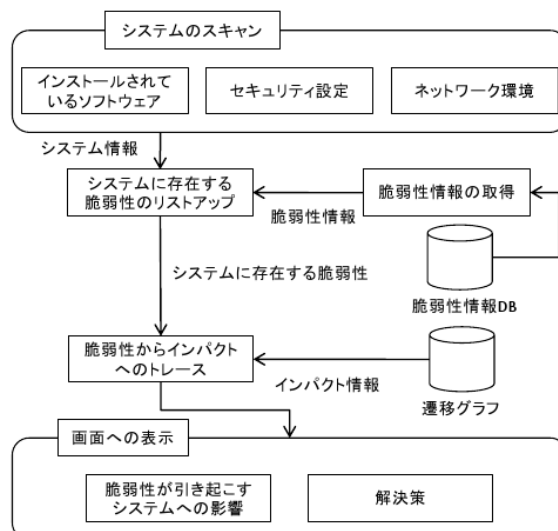 システムのスキャン
インストールされて
いるソフトウェア
セキュリティ設定
ネットワーク環境
システム情報
システムに存在する
脆弱性のリストアップ
脆弱性情報の取得
脆弱性情報
システムに存在する脆弱性
脆弱性情報DB
脆弱性からインパクト
へのトレース
インパクト情報
遷移グラフ
画面への表示
脆弱性が引き起こす
システムへの影響
解決策